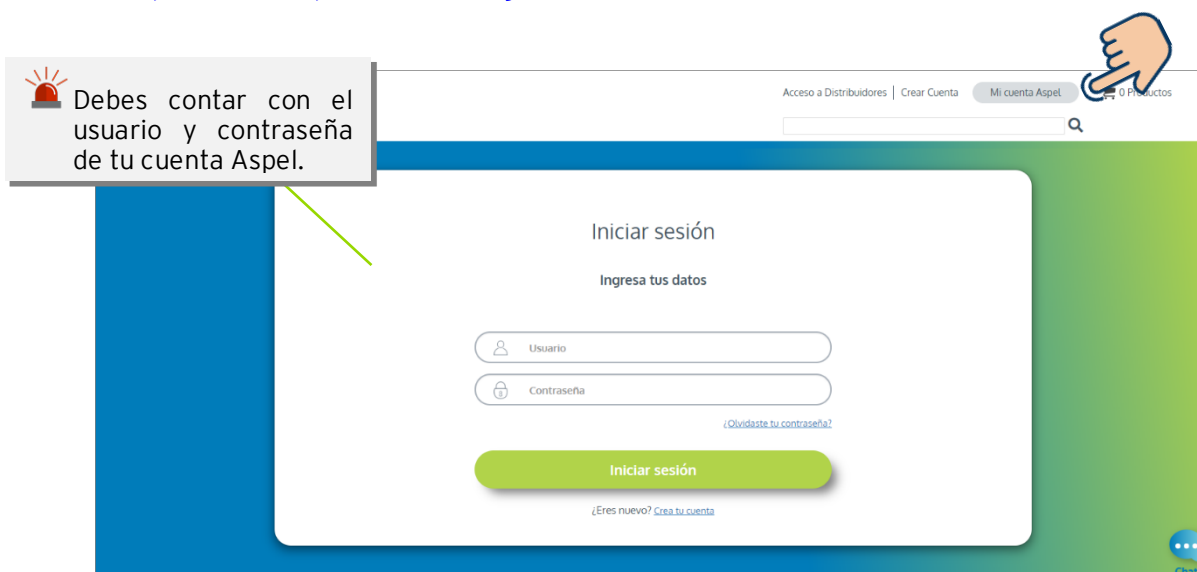 Debes contar con el
usuario y contraseña
de tu cuenta Aspel.
Acceso a Distribuidores | Crear Cuenta Mi cuenta Aspel 0 Productos
Iniciar sesión
Ingresa tus datos
Usuario
Contraseña
¿Olvidaste tu contraseña?
Iniciar sesión
¿Eres nuevo? Crea tu cuenta